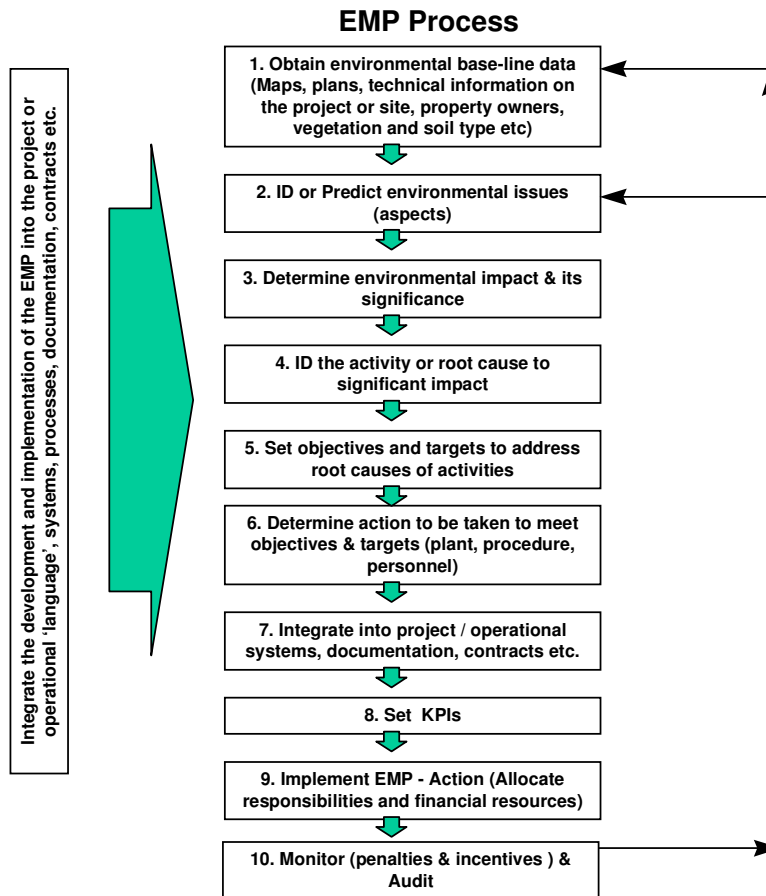 EMP Process
Integrate the development and implementation of the EMP into the project or
operational ‘language’, systems, processes, documentation, contracts etc.
1. Obtain environmental base-line data
(Maps, plans, technical information on
the project or site, property owners,
vegetation and soil type etc)
2. ID or Predict environmental issues
(aspects)
3. Determine environmental impact & its
significance
4. ID the activity or root cause to
significant impact
5. Set objectives and targets to address
root causes of activities
6. Determine action to be taken to meet
objectives & targets (plant, procedure,
personnel)
7. Integrate into project / operational
systems, documentation, contracts etc.
8. Set KPIs
9. Implement EMP - Action (Allocate
responsibilities and financial resources)
10. Monitor (penalties & incentives ) &
Audit